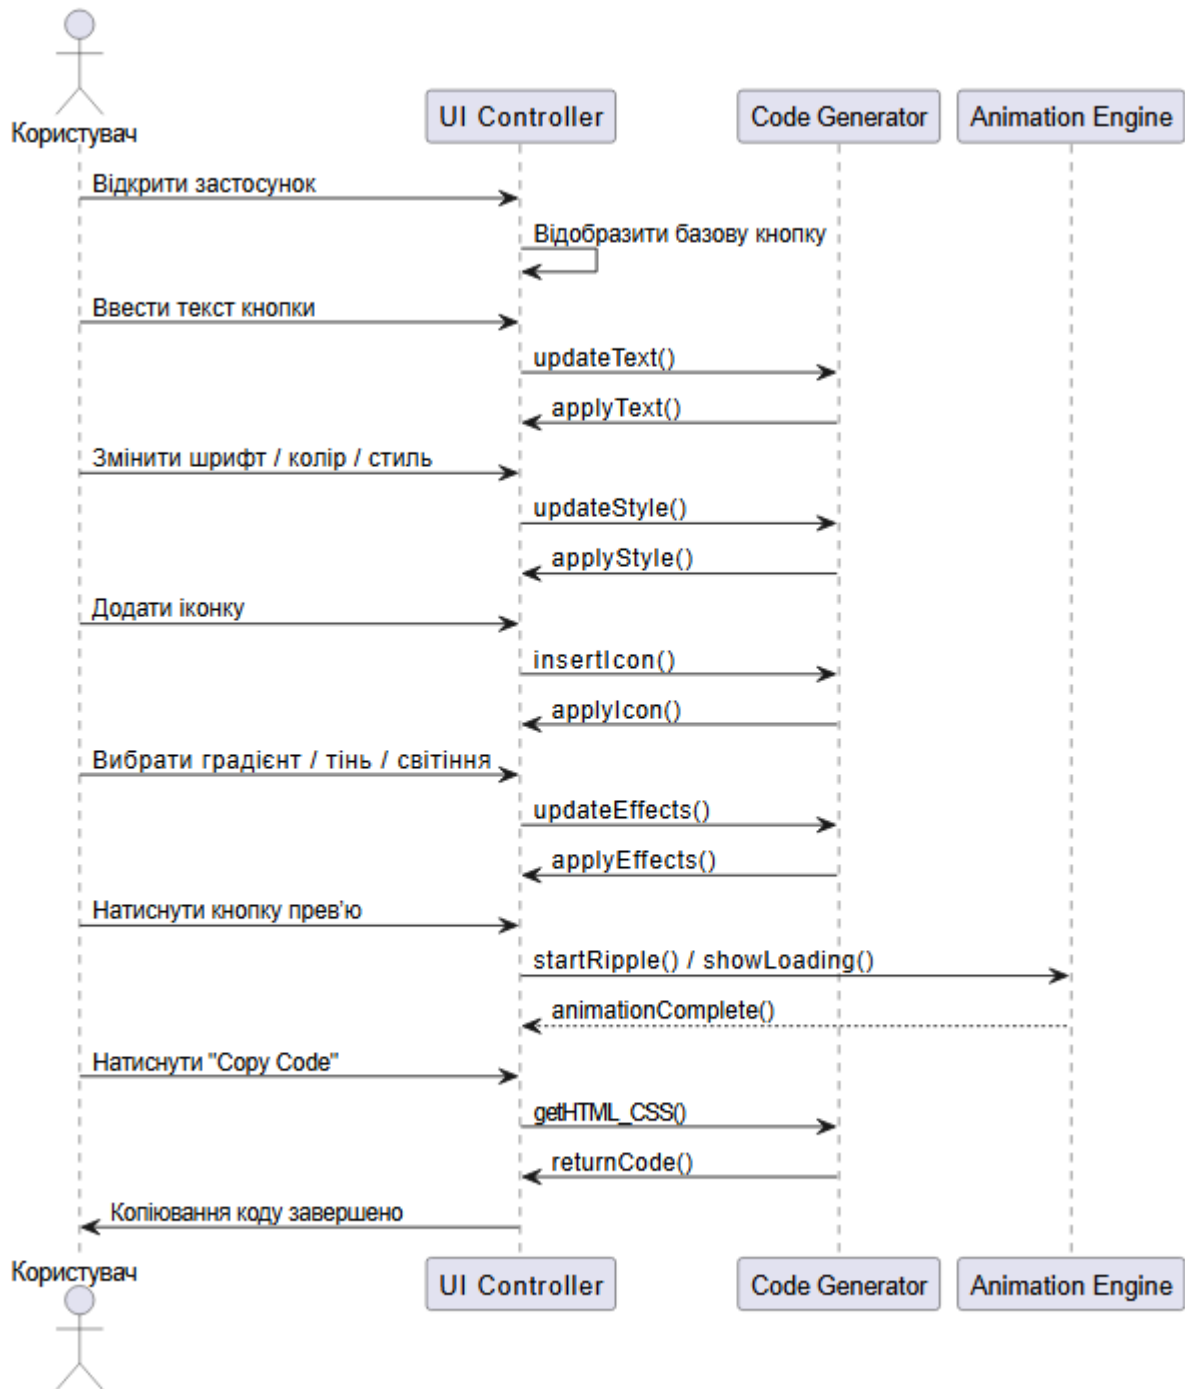 Користувач
UI Controller
Code Generator
Animation Engine
Відкрити застосунок
Відобразити базову кнопку
Ввести текст кнопки
updateText()
applyText()
Змінити шрифт / колір / стиль
updateStyle()
applyStyle()
Додати іконку
insertIcon()
applyIcon()
Вибрати градієнт / тінь / світіння
updateEffects()
applyEffects()
Натиснути кнопку прев'ю
startRipple() / showLoading()
animationComplete()
Натиснути "Copy Code"
getHTML_CSS()
returnCode()
Копіювання коду завершено
Користувач
UI Controller
Code Generator
Animation Engine